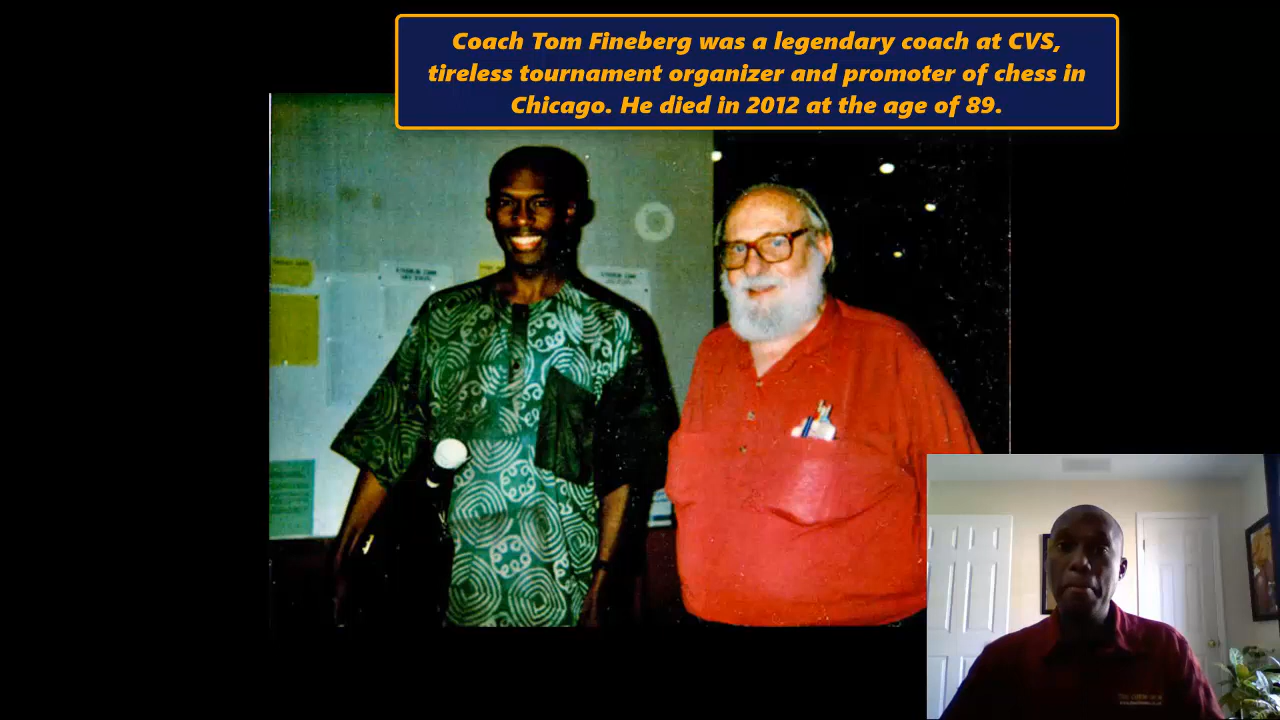 Coach Tom Fineberg was a legendary coach at CVS,
tireless tournament organizer and promoter of chess in
Chicago. He died in 2012 at the age of 89.